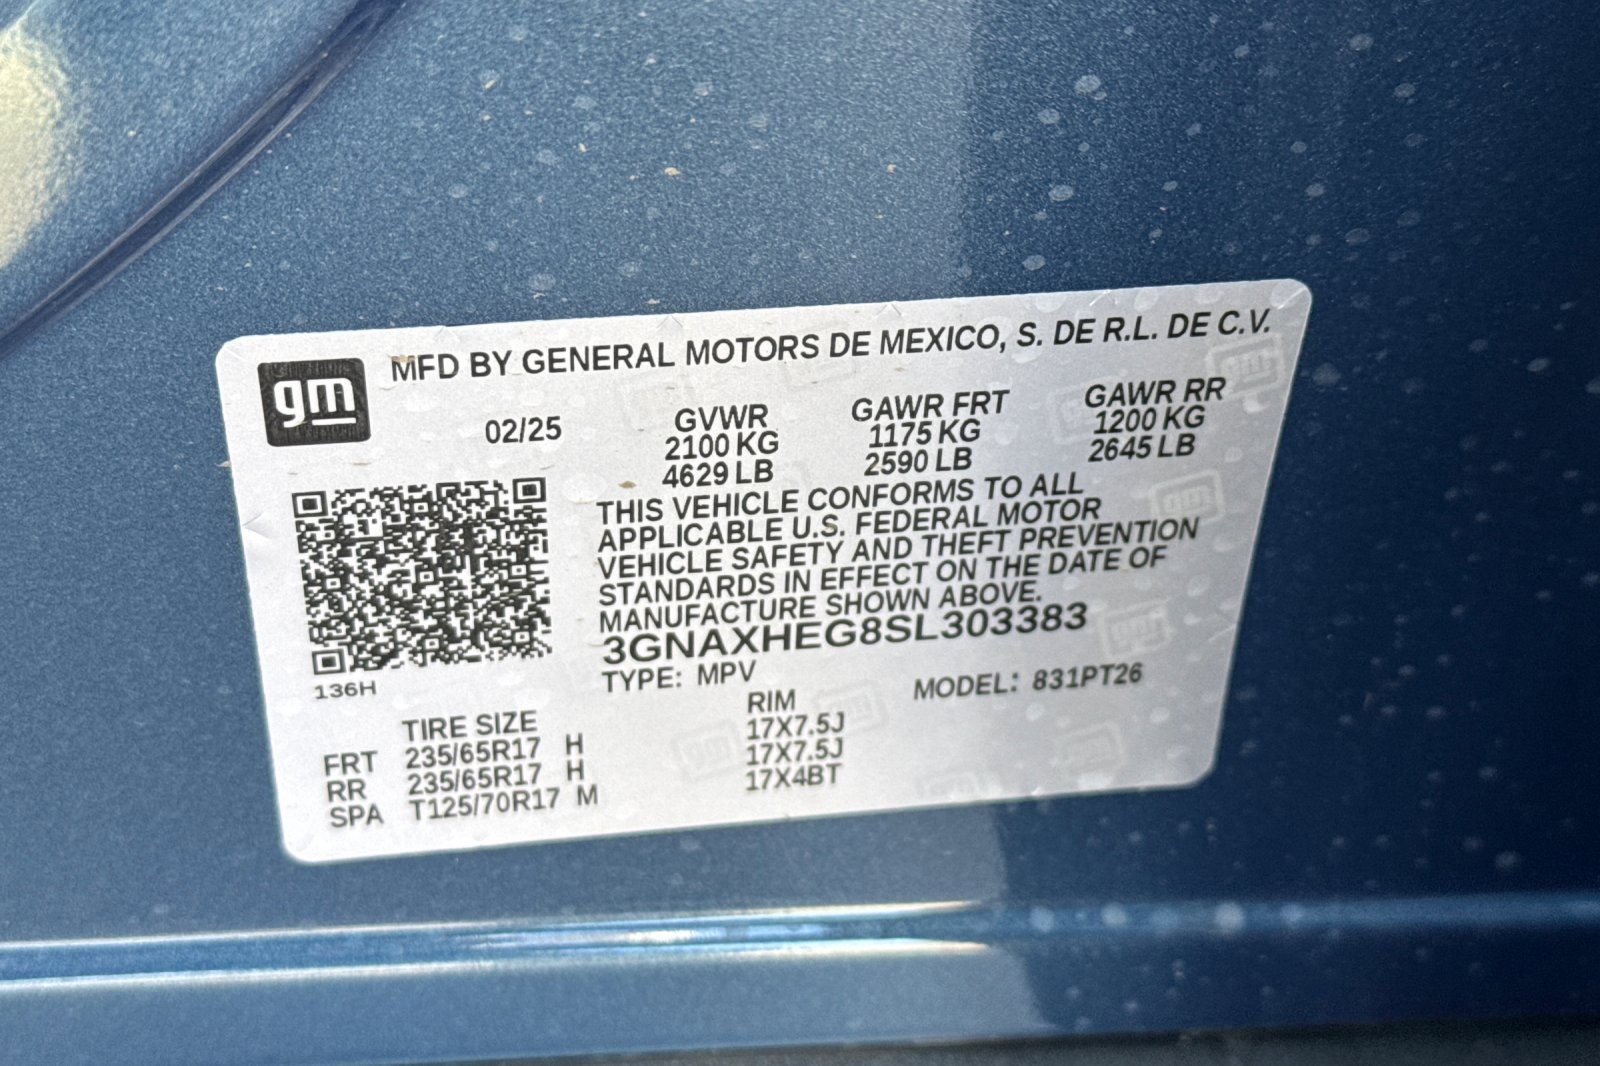 gm
MFD BY GENERAL MOTORS DE MEXICO, S. DE R.L. DE C.V.
02/25
GVWR
2100 KG
4629 LB
GAWR FRT
1175 KG
2590 LB
GAWR RR
1200 KG
2645 LB
THIS VEHICLE CONFORMS TO ALL
APPLICABLE U.S. FEDERAL MOTOR
VEHICLE SAFETY AND THEFT PREVENTION
STANDARDS IN EFFECT ON THE DATE OF
MANUFACTURE SHOWN ABOVE.
3GNAXHEG8SL303383
TYPE: MPV
MODEL: 831PT26
136H
TIRE SIZE
RIM
FRT 235/65R17 H 17X7.5J
RR 235/65R17 H 17X7.5J
SPA T125/70R17 M 17X4BT